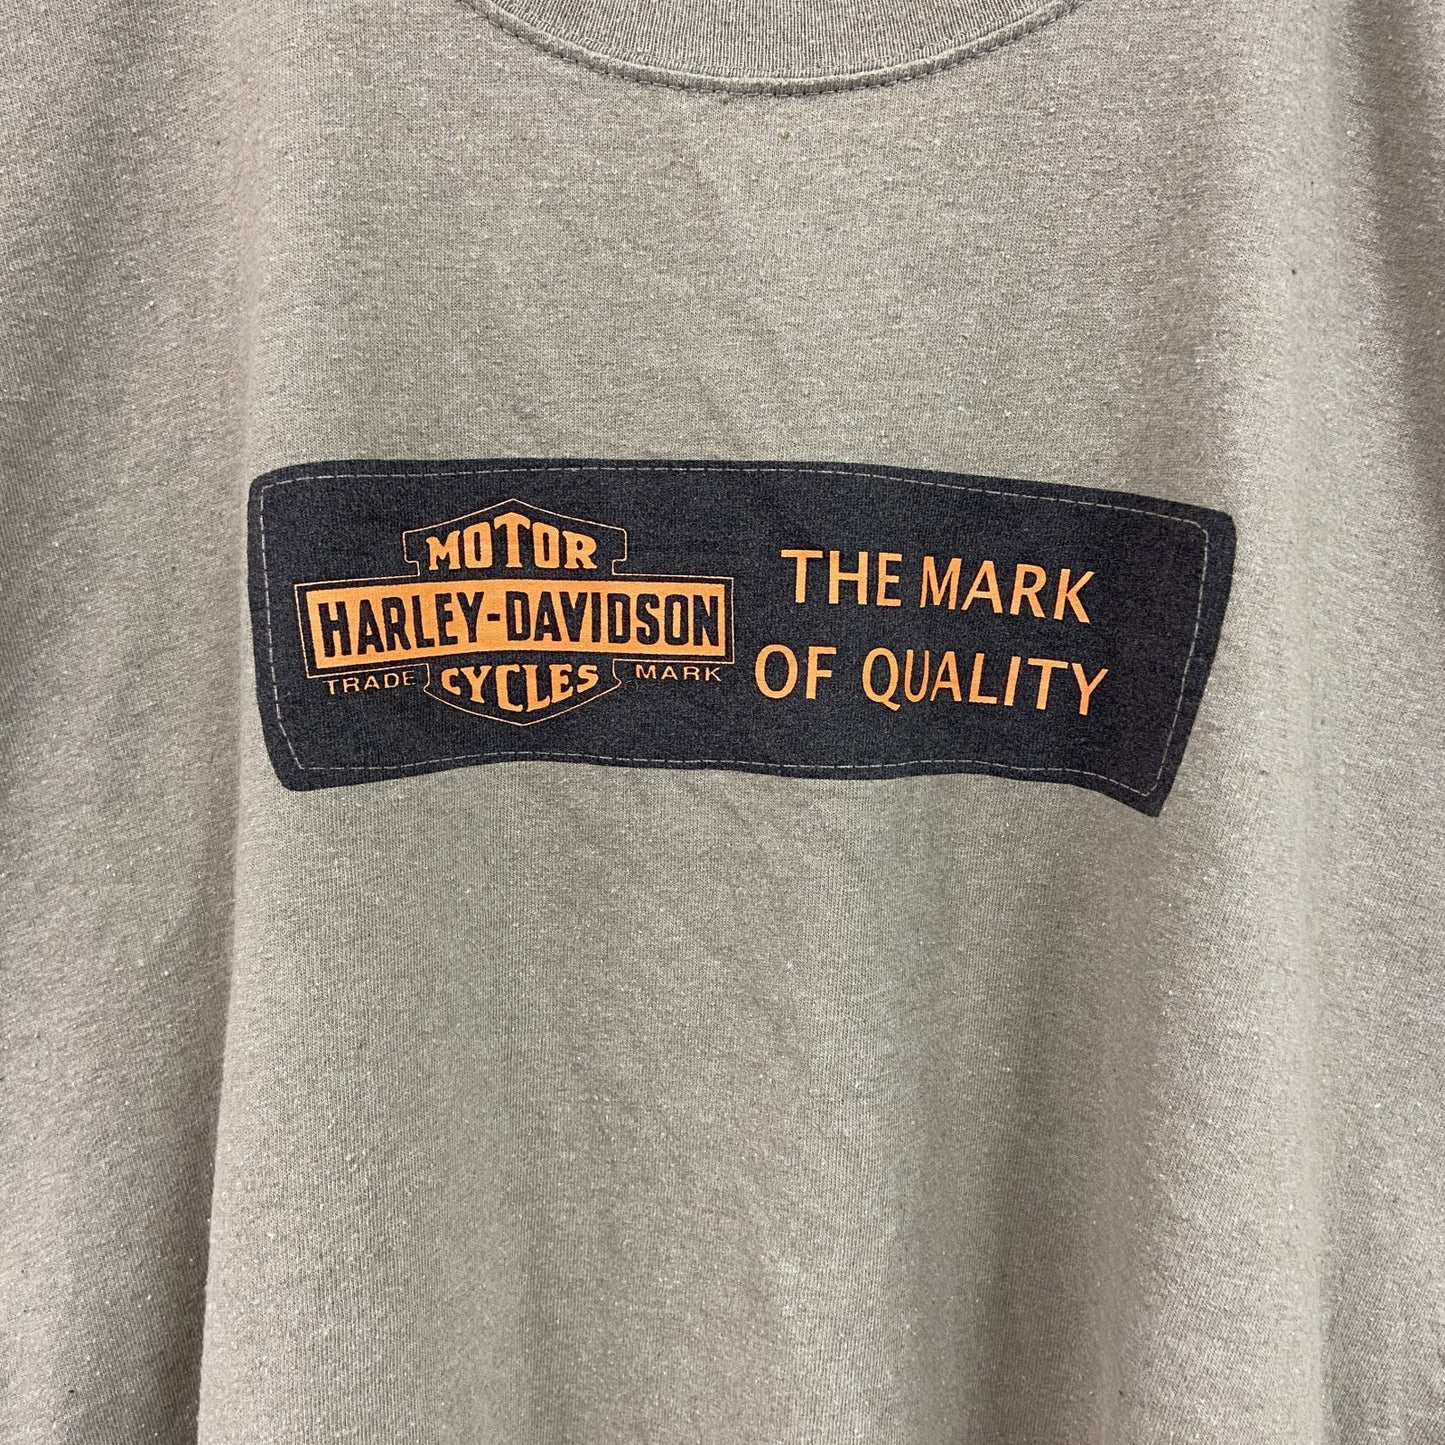 MOTOR
HARLEY-DAVIDSON
TRADE CYCLES MARK
THE MARK
OF QUALITY